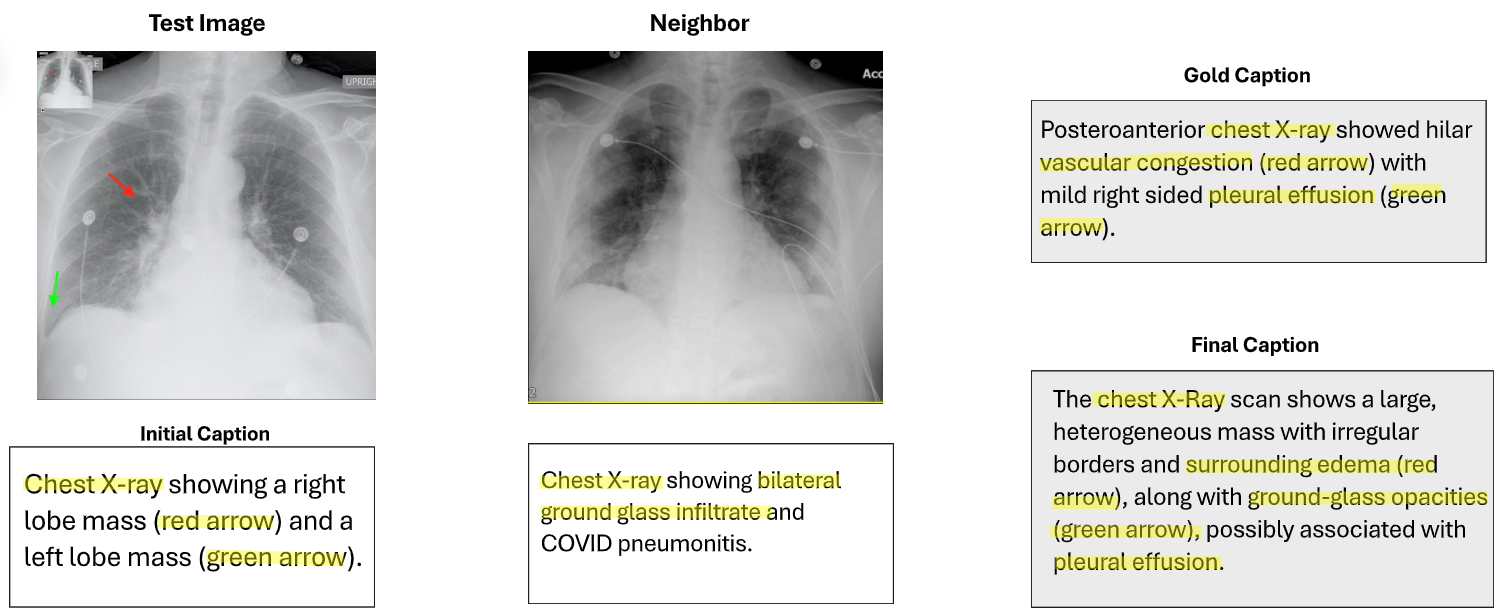 Test Image
Neighbor
E
UPRIGH
Acc
2
Gold Caption
Posteroanterior chest X-ray showed hilar
vascular congestion (red arrow) with
mild right sided pleural effusion (green
arrow).
Initial Caption
Chest X-ray showing a right
lobe mass (red arrow) and a
left lobe mass (green arrow).
Chest X-ray showing bilateral
ground glass infiltrate and
COVID pneumonitis.
Final Caption
The chest X-Ray scan shows a large,
heterogeneous mass with irregular
borders and surrounding edema (red
arrow), along with ground-glass opacities
(green arrow), possibly associated with
pleural effusion.